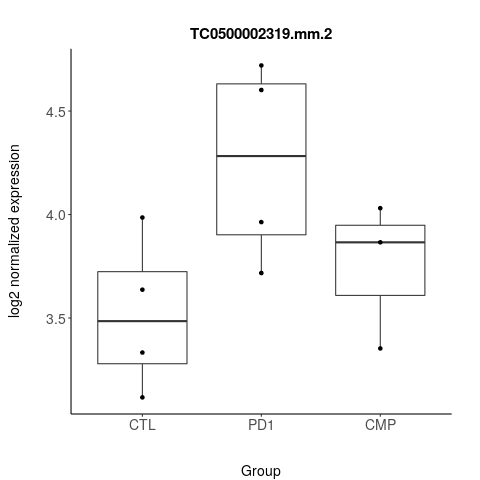 TC0500002319.mm.2
log2 normalized expression
4.5
4.0
3.5
CTL PD1 CMP
Group